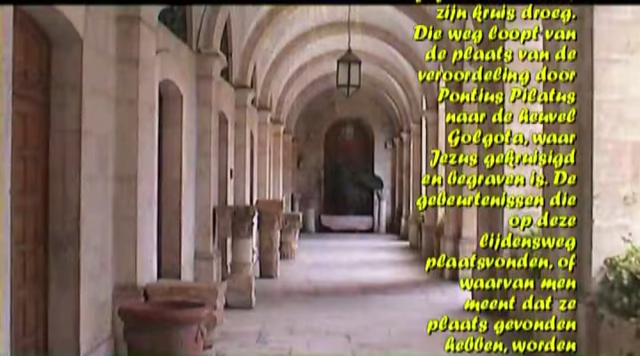 zijn kruis droeg.
Die weg loopt van
de plaats van de
veroordeling door
Pontius Pilatus
naar de heuvel
Golgota, waar
Jezus gekruisigd
en begraven is. De
gebeurtenissen die
op deze
lijdensweg
plaatsvonden, of
waarvan men
meent dat ze
plaats gevonden
hebben, worden